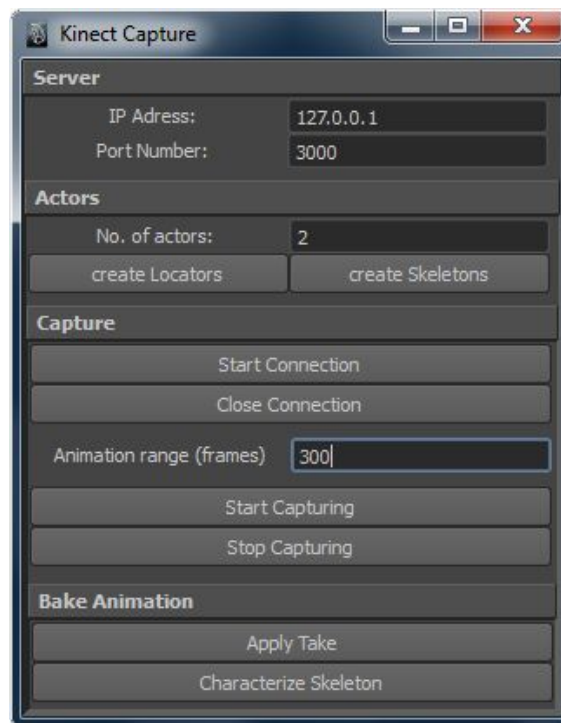 Kinect Capture
Server
IP Adress: 127.0.0.1
Port Number: 3000
Actors
No. of actors: 2
create Locators create Skeletons
Capture
Start Connection
Close Connection
Animation range (frames) 300
Start Capturing
Stop Capturing
Bake Animation
Apply Take
Characterize Skeleton